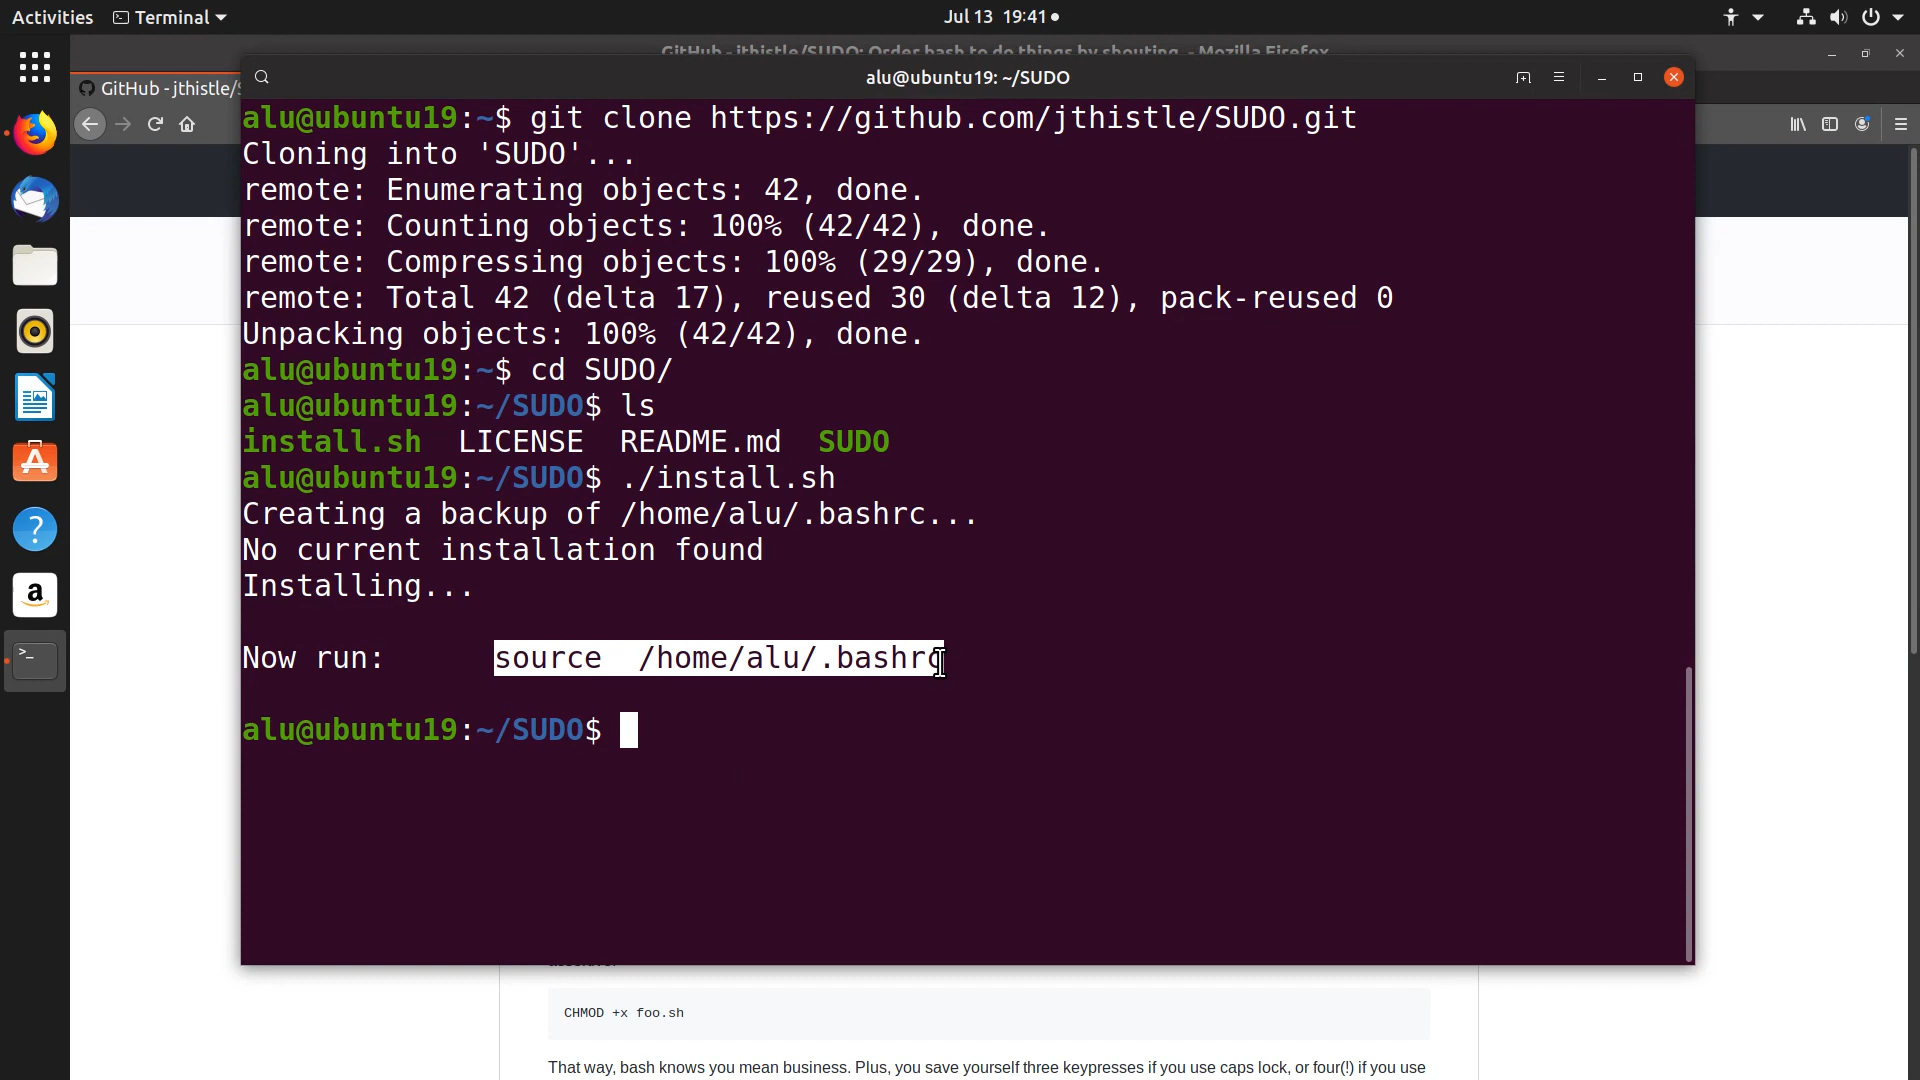 Activities Terminal Jul 13 19:41
GitHub - jthistle/SUDO: Order bash to do things by shouting. - Mozilla Firefox
alu@ubuntu19: ~/SUDO
GitHub - jthistle/
alu@ubuntu19:~$ git clone https://github.com/jthistle/SUDO.git
Cloning into 'SUDO'...
remote: Enumerating objects: 42, done.
remote: Counting objects: 100% (42/42), done.
remote: Compressing objects: 100% (29/29), done.
remote: Total 42 (delta 17), reused 30 (delta 12), pack-reused 0
Unpacking objects: 100% (42/42), done.
alu@ubuntu19:~$ cd SUDO/
alu@ubuntu19:~/SUDO$ ls
install.sh LICENSE README.md SUDO
alu@ubuntu19:~/SUDO$ ./install.sh
Creating a backup of /home/alu/.bashrc...
No current installation found
Installing...
Now run: source /home/alu/.bashrc
alu@ubuntu19:~/SUDO$
CHMOD +x foo.sh
That way, bash knows you mean business. Plus, you save yourself three keypresses if you use caps lock, or four(!) if you use